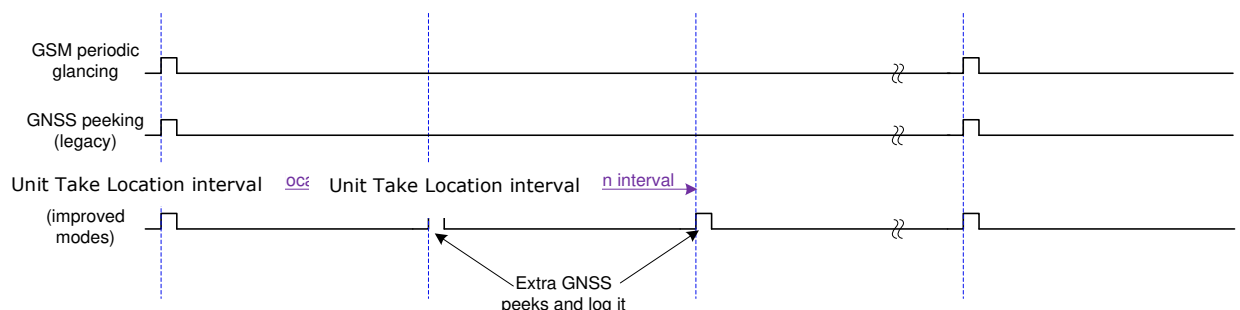 GSM periodic
glancing
GNSS peeking
(legacy)
Unit Take Location interval
Unit Take Location interval
n interval
(improved
modes)
Extra GNSS
peeks and log it